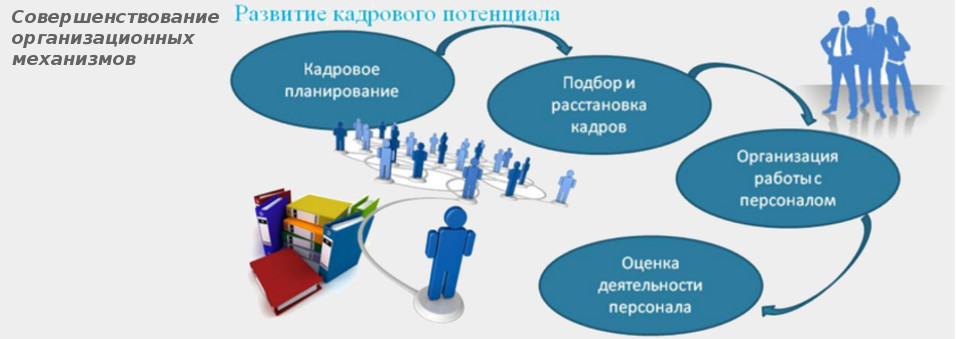 Совершенствование
организационных
механизмов
Развитие кадрового потенциала
Кадровое
планирование
Подбор и
расстановка
кадров
Организация
работы с
персоналом
Оценка
деятельности
персонала